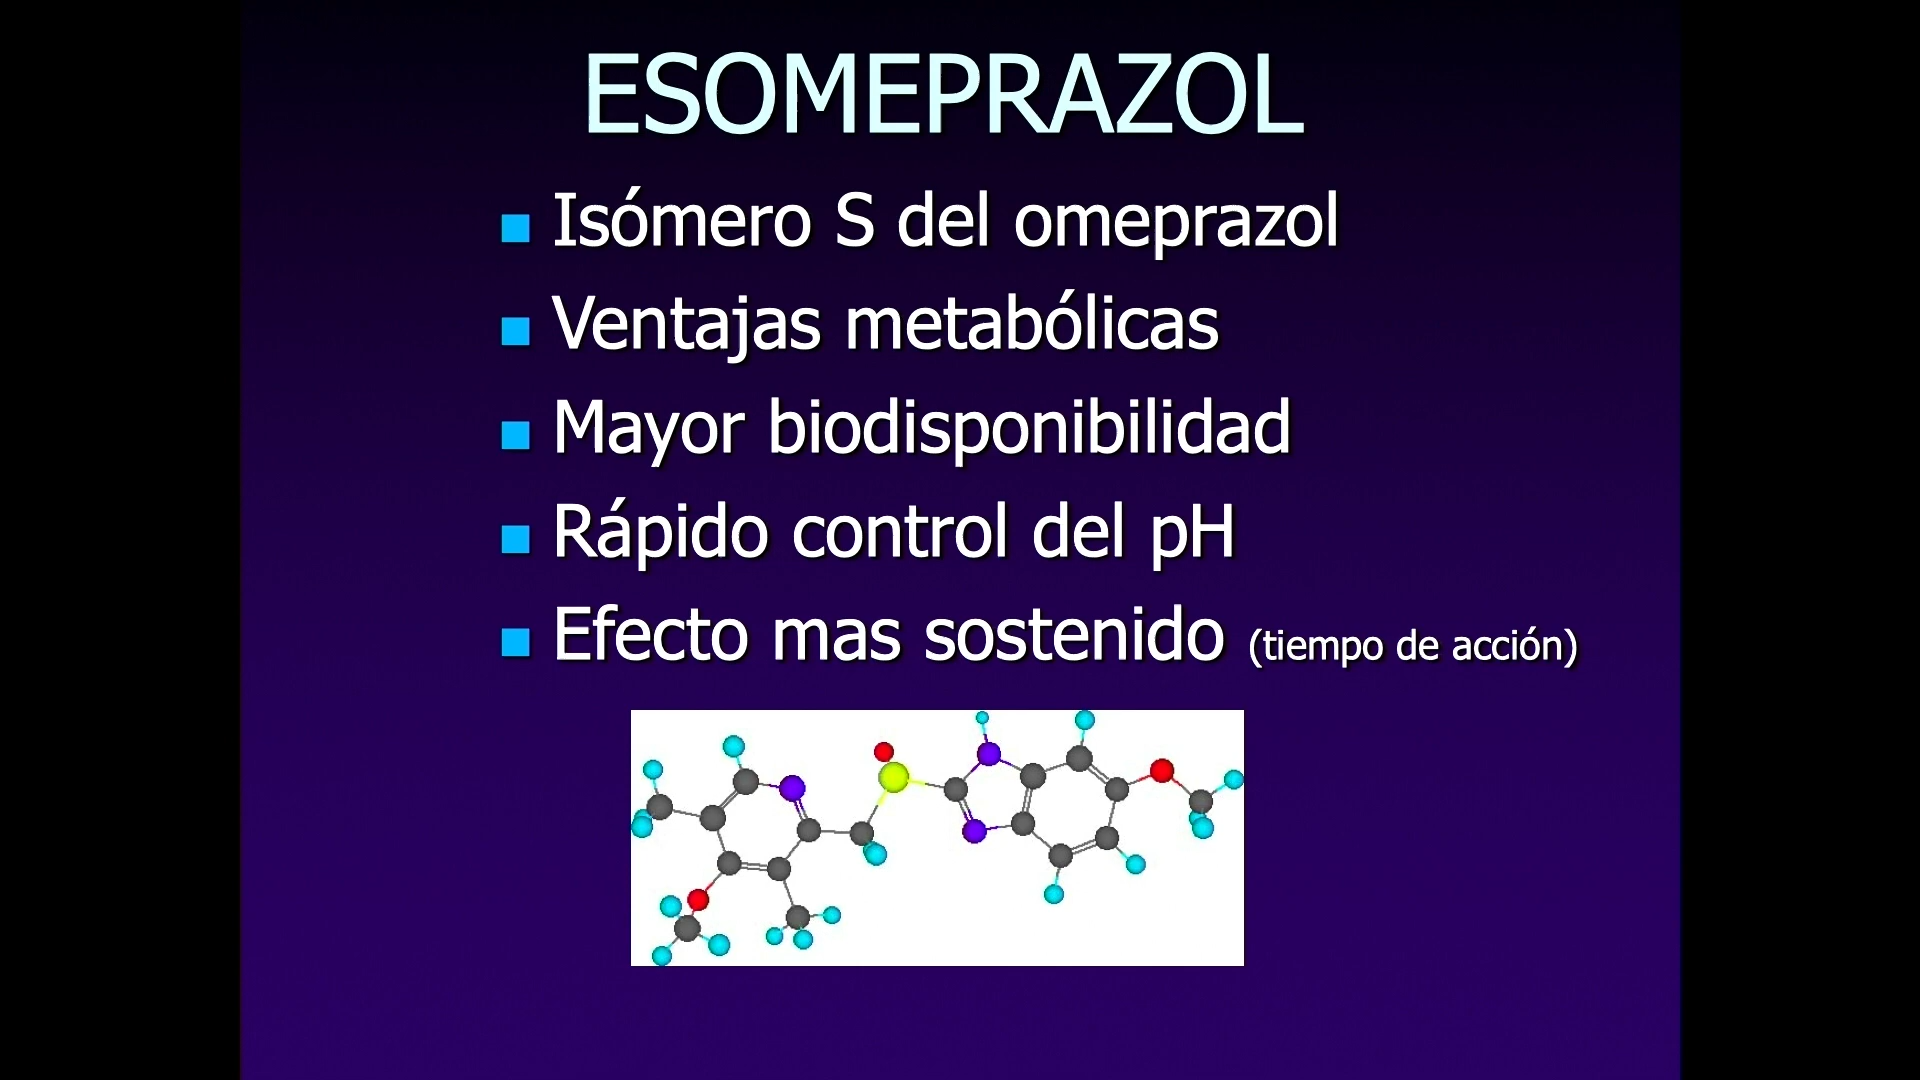 ESOMEPRAZOL
Isómero S del omeprazol
Ventajas metabólicas
Mayor biodisponibilidad
Rápido control del pH
Efecto mas sostenido (tiempo de acción)